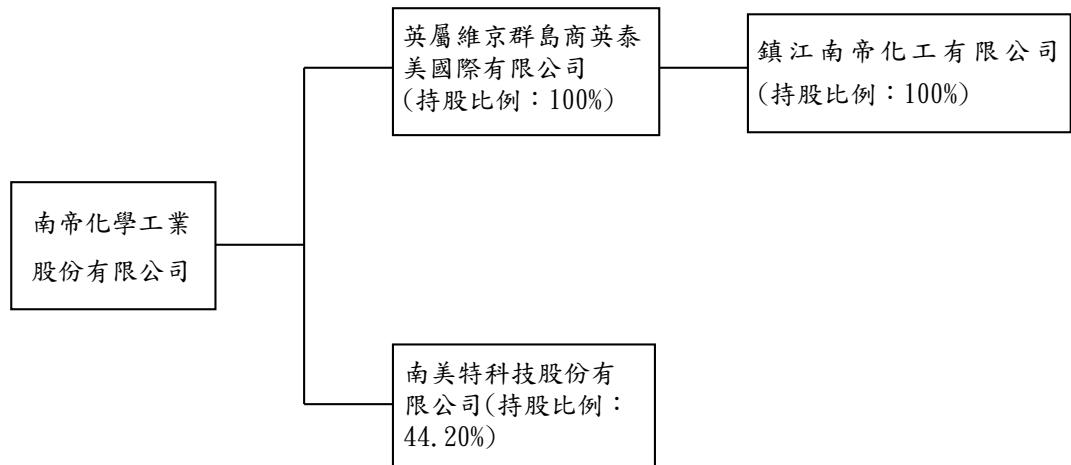 英屬維京群島商英泰
美國際有限公司
(持股比例：100%)
鎮江南帝化工有限公司
(持股比例：100%)
南帝化學工業
股份有限公司
南美特科技股份有
限公司(持股比例：
44.20%)